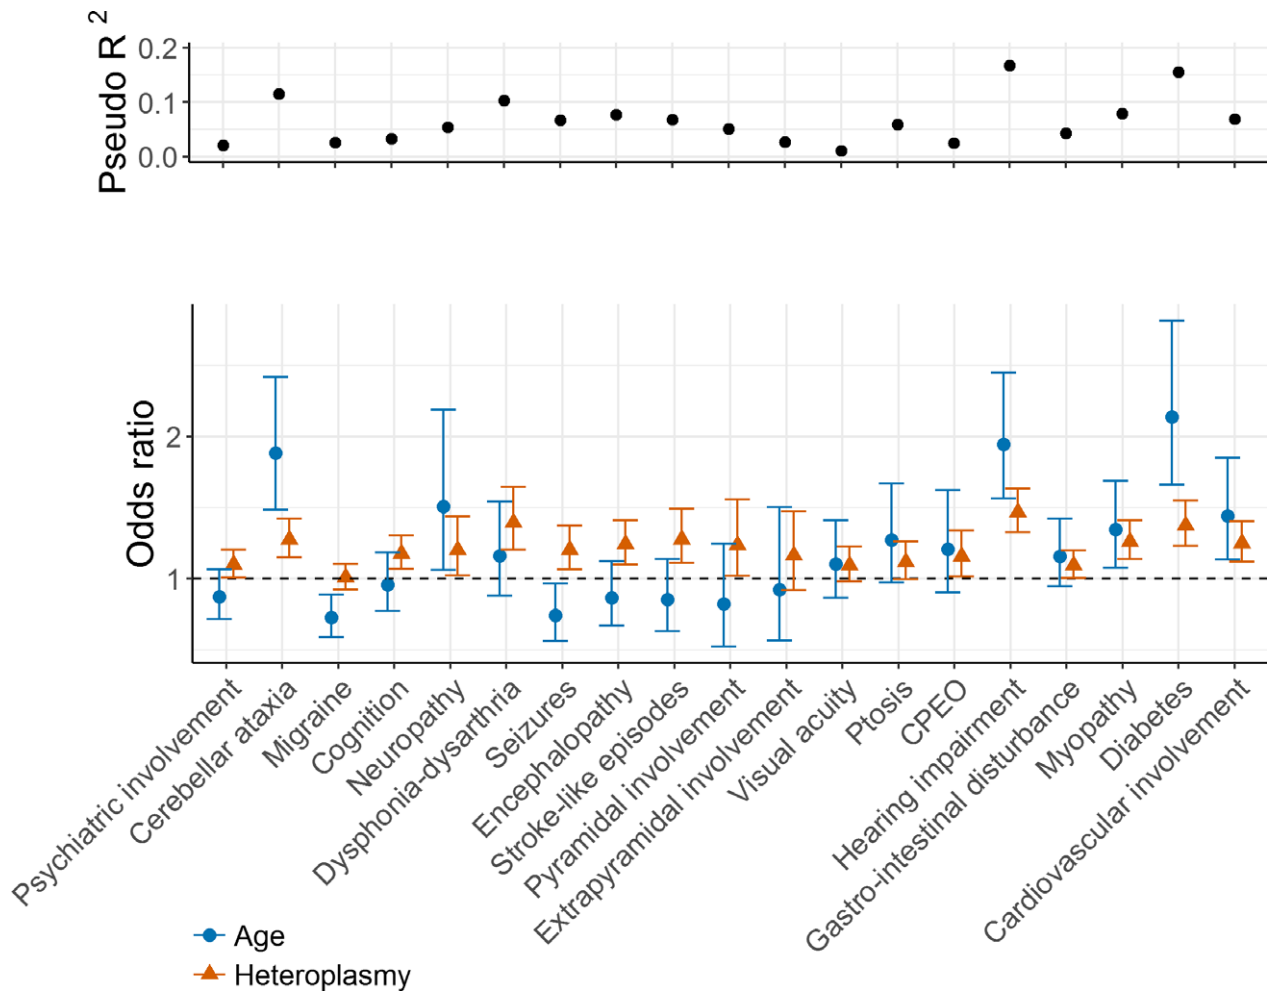 Pseudo R 2
0.2
0.1
0.0
Odds ratio
2
1
Psychiatric involvement
Cerebellar ataxia
Migraine
Cognition
Neuropathy
Dysphonia-dysarthria
Seizures
Encephalopathy
Stroke-like episodes
Pyramidal involvement
Extrapyramidal involvement
Visual acuity
Ptosis
CPEO
Hearing impairment
Gastro-intestinal disturbance
Myopathy
Diabetes
Cardiovascular involvement
Age
Heteroplasmy